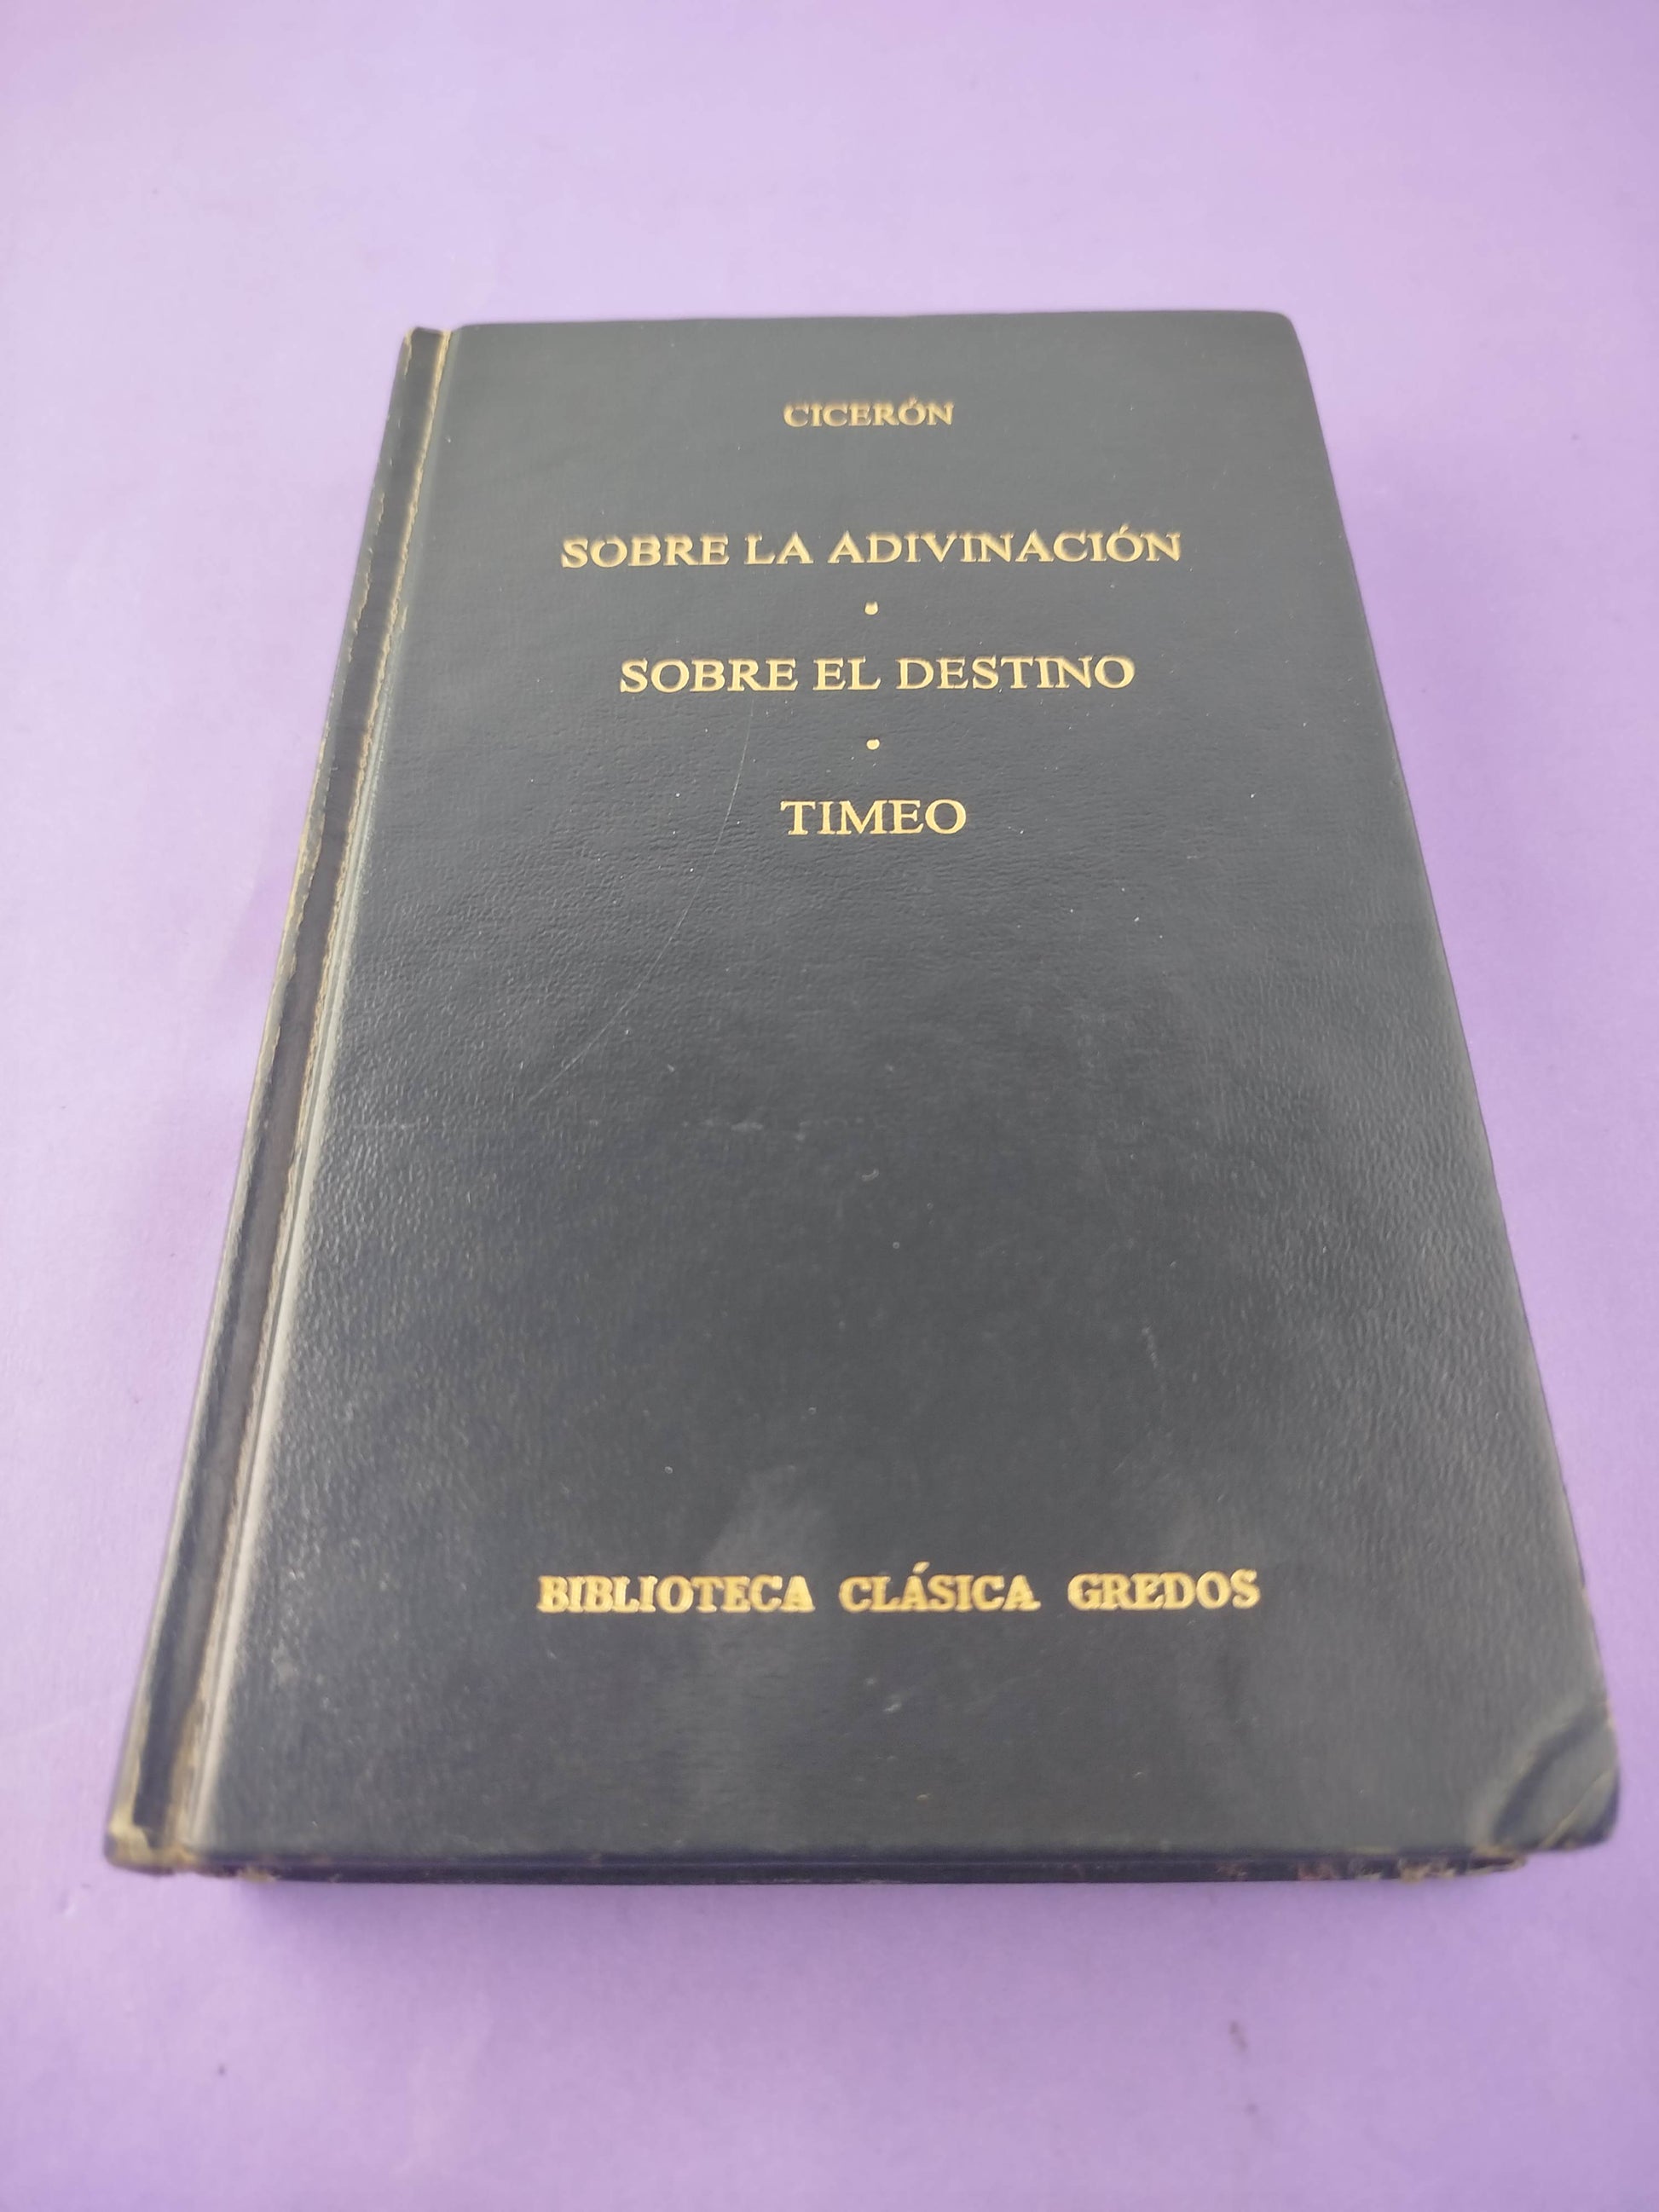 CICERÓN
SOBRE LA ADIVINACIÓN
•
SOBRE EL DESTINO
•
TIMEO
BIBLIOTECA CLÁSICA GREDOS